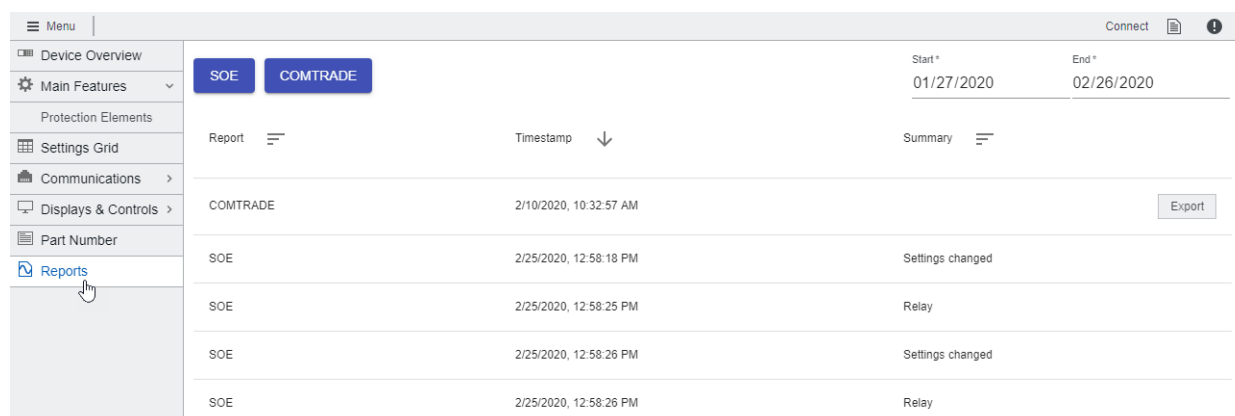 Menu
Connect
Device Overview
Main Features
Protection Elements
Settings Grid
Communications
Displays & Controls
Part Number
Reports
SOE COMTRADE
Start * End *
01/27/2020 02/26/2020
Report Timestamp Summary
COMTRADE 2/10/2020, 10:32:57 AM Export
SOE 2/25/2020, 12:58:18 PM Settings changed
SOE 2/25/2020, 12:58:25 PM Relay
SOE 2/25/2020, 12:58:26 PM Settings changed
SOE 2/25/2020, 12:58:26 PM Relay